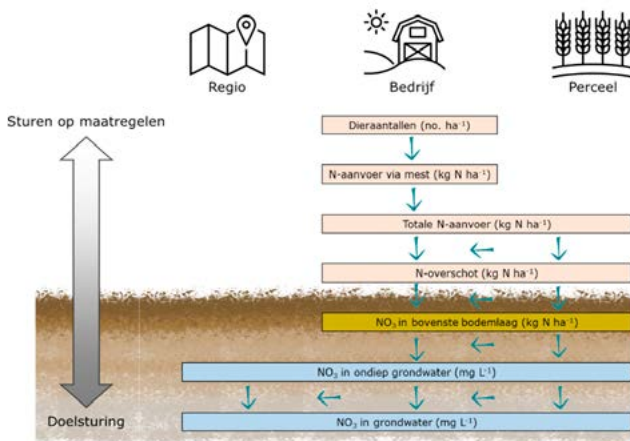 Regio
Bedrijf
Perceel
Sturen op maatregelen
Dieraantallen (no. ha⁻¹)
N-aanvoer via mest (kg N ha⁻¹)
Totale N-aanvoer (kg N ha⁻¹)
N-overschot (kg N ha⁻¹)
NO₃ in bovenste bodemlaag (kg N ha⁻¹)
NO₃ in ondiep grondwater (mg L⁻¹)
Doelsturing
NO₃ in grondwater (mg L⁻¹)